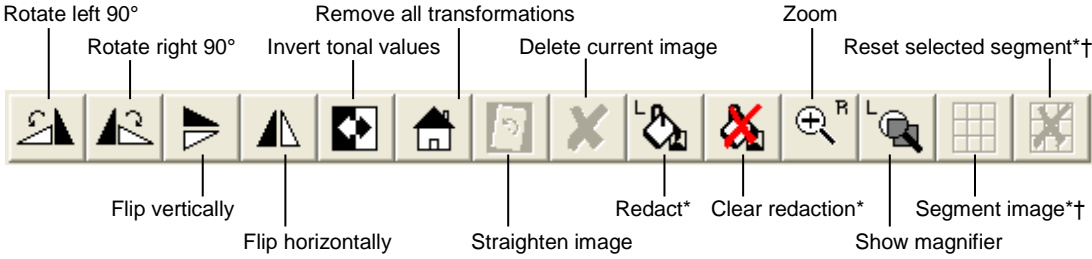 Rotate left 90° Remove all transformations Zoom
Rotate right 90° Invert tonal values Delete current image Reset selected segment*†
L R L
Flip vertically Redact* Clear redaction* Segment image*†
Flip horizontally Straighten image Show magnifier